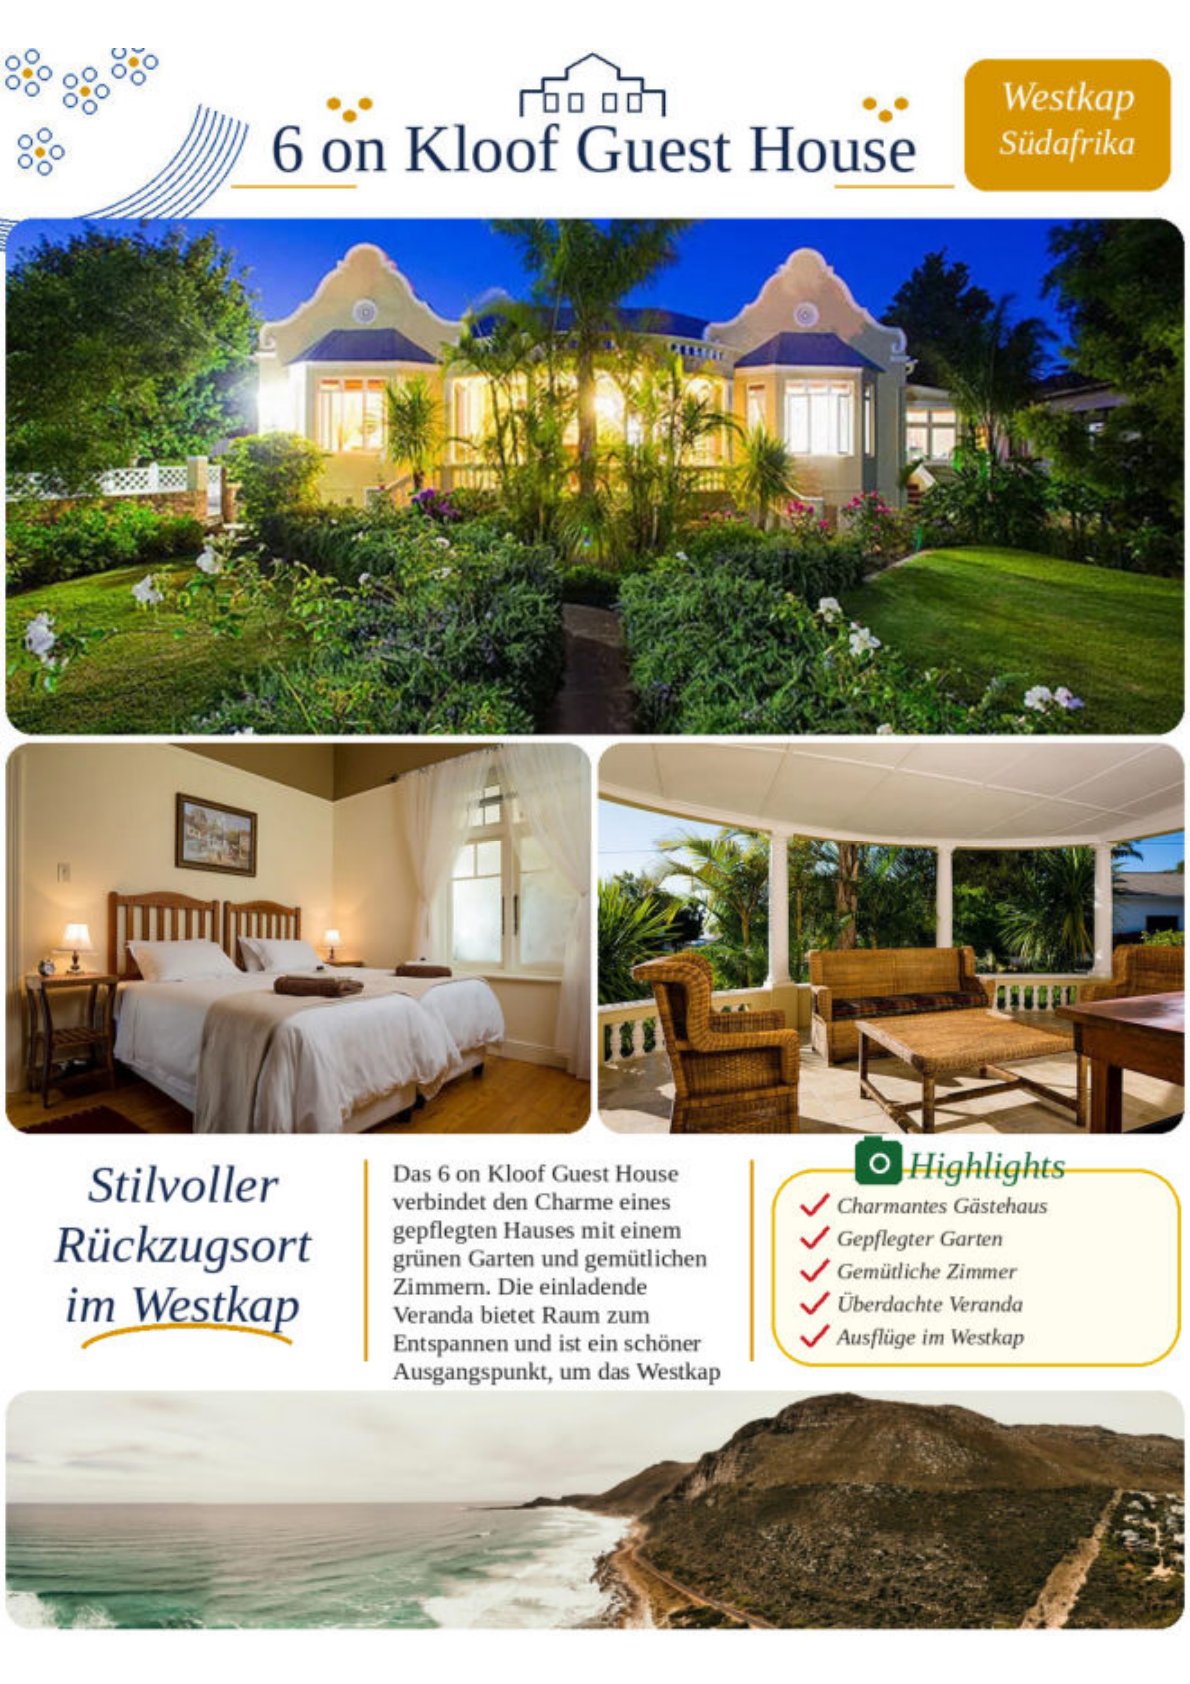 6 on Kloof Guest House
Westkap
Südafrika
Stilvoller
Rückzugsort
im Westkap
Das 6 on Kloof Guest House
verbindet den Charme eines
gepflegten Hauses mit einem
grünen Garten und gemütlichen
Zimmern. Die einladende
Veranda bietet Raum zum
Entspannen und ist ein schöner
Ausgangspunkt, um das Westkap
Highlights
Charmantes Gästehaus
Gepflegter Garten
Gemütliche Zimmer
Überdachte Veranda
Ausflüge im Westkap